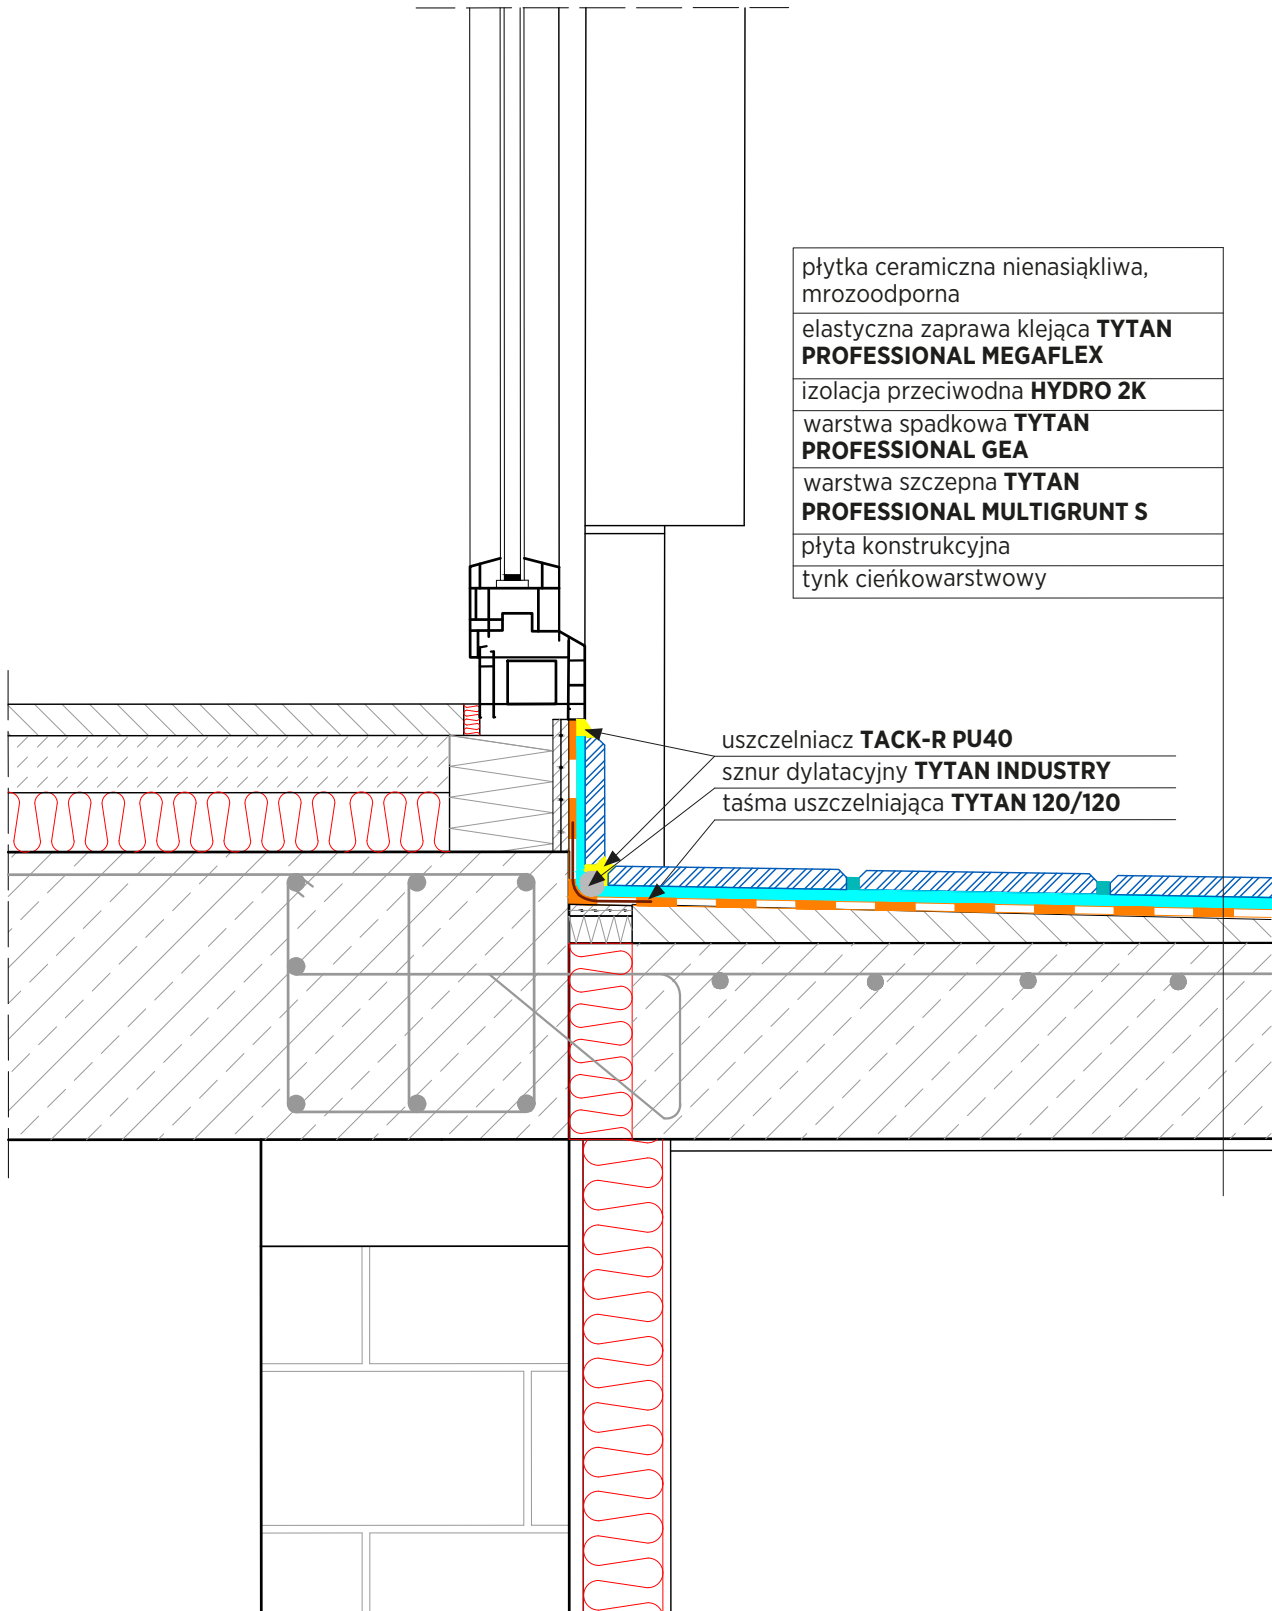 płytka ceramiczna nienasiąkliwa,
mrozoodporna
elastyczna zaprawa klejąca TYTAN
PROFESSIONAL MEGAFLEX
izolacja przeciwodna HYDRO 2K
warstwa spadkowa TYTAN
PROFESSIONAL GEA
warstwa szczepna TYTAN
PROFESSIONAL MULTIGRUNT S
płyta konstrukcyjna
tynk cieńkowarstwowy
uszczelniacz TACK-R PU40
sznur dylatacyjny TYTAN INDUSTRY
taśma uszczelniająca TYTAN 120/120